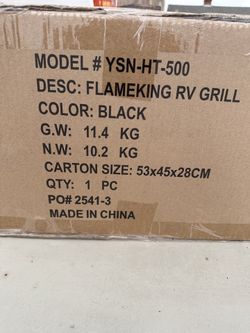 MODEL # YSN-HT-500
DESC: FLAMEKING RV GRILL
COLOR: BLACK
G.W: 11.4 KG
N.W: 10.2 KG
CARTON SIZE: 53x45x28CM
QTY: 1 PC
PO# 2541-3
MADE IN CHINA